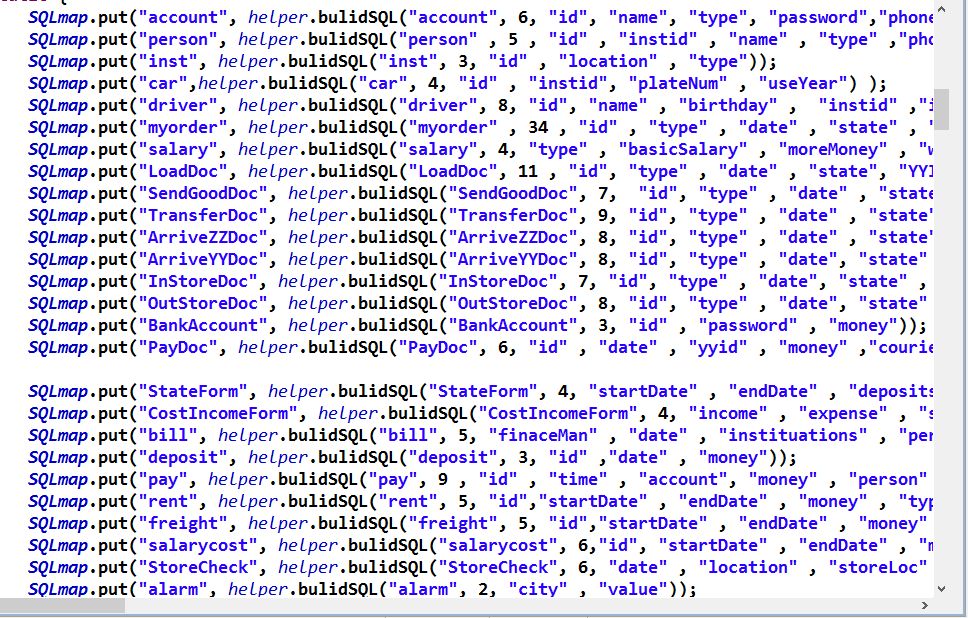 SQLmap.put("account", helper.bulidSQL("account", 6, "id", "name", "type", "password","phone
SQLmap.put("person", helper.bulidSQL("person" , 5 , "id" , "instid" , "name" , "type" ,"pho
SQLmap.put("inst", helper.bulidSQL("inst", 3, "id" , "location" , "type"));
SQLmap.put("car",helper.bulidSQL("car", 4, "id" , "instid", "plateNum" , "useYear") );
SQLmap.put("driver", helper.bulidSQL("driver", 8, "id", "name" , "birthday" , "instid" ,"i
SQLmap.put("myorder", helper.bulidSQL("myorder" , 34 , "id" , "type" , "date" , "state" , "
SQLmap.put("salary", helper.bulidSQL("salary", 4, "type" , "basicSalary" , "moreMoney" , "w
SQLmap.put("LoadDoc", helper.bulidSQL("LoadDoc", 11 , "id", "type" , "date" , "state", "YYI
SQLmap.put("SendGoodDoc", helper.bulidSQL("SendGoodDoc", 7, "id", "type" , "date" , "state
SQLmap.put("TransferDoc", helper.bulidSQL("TransferDoc", 9, "id", "type" , "date" , "state"
SQLmap.put("ArriveZZDoc", helper.bulidSQL("ArriveZZDoc", 8, "id", "type" , "date" , "state"
SQLmap.put("ArriveYYDoc", helper.bulidSQL("ArriveYYDoc", 8, "id", "type" , "date", "state"
SQLmap.put("InStoreDoc", helper.bulidSQL("InStoreDoc", 7, "id", "type" , "date", "state" ,
SQLmap.put("OutStoreDoc", helper.bulidSQL("OutStoreDoc", 8, "id", "type" , "date", "state"
SQLmap.put("BankAccount", helper.bulidSQL("BankAccount", 3, "id" , "password" , "money"));
SQLmap.put("PayDoc", helper.bulidSQL("PayDoc", 6, "id" , "date" , "yyid" , "money" ,"courie
SQLmap.put("StateForm", helper.bulidSQL("StateForm", 4, "startDate" , "endDate" , "deposits
SQLmap.put("CostIncomeForm", helper.bulidSQL("CostIncomeForm", 4, "income" , "expense" , "s
SQLmap.put("bill", helper.bulidSQL("bill", 5, "finaceMan" , "date" , "instituations" , "per
SQLmap.put("deposit", helper.bulidSQL("deposit", 3, "id" ,"date" , "money"));
SQLmap.put("pay", helper.bulidSQL("pay", 9 , "id" , "time" , "account", "money" , "person"
SQLmap.put("rent", helper.bulidSQL("rent", 5, "id","startDate" , "endDate" , "money" , "typ
SQLmap.put("freight", helper.bulidSQL("freight", 5, "id","startDate" , "endDate" , "money"
SQLmap.put("salarycost", helper.bulidSQL("salarycost", 6,"id", "startDate" , "endDate" , "m
SQLmap.put("StoreCheck", helper.bulidSQL("StoreCheck", 6, "date" , "location" , "storeLoc"
SQLmap.put("alarm", helper.bulidSQL("alarm", 2, "city" , "value"));